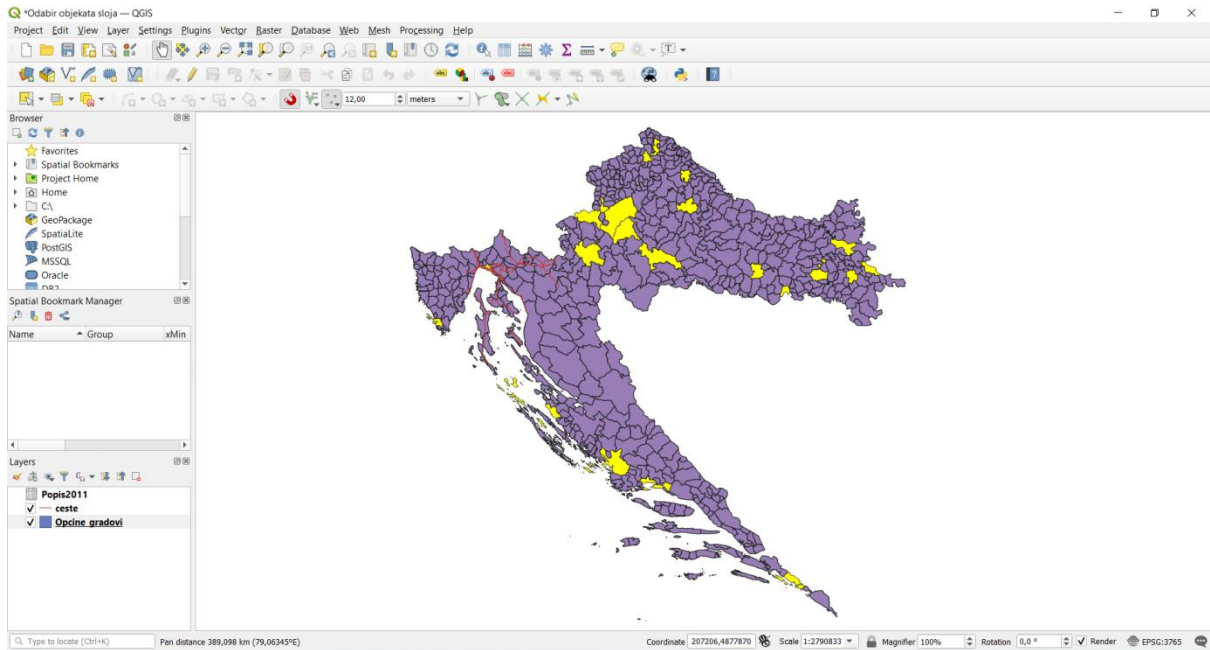 *Odabir objekata sloja — QGIS
Project Edit View Layer Settings Plugins Vector Raster Database Web Mesh Processing Help
12,00 meters
Browser
Favorites
Spatial Bookmarks
Project Home
Home
C:\
GeoPackage
SpatiaLite
PostGIS
MSSQL
Oracle
DB2
Spatial Bookmark Manager
Name Group xMin
Layers
Popis2011
ceste
Opcine_gradovi
Type to locate (Ctrl+K) Pan distance 389,098 km (79,06345°E) Coordinate 207206,4877870 Scale 1:2790833 Magnifier 100% Rotation 0,0 ° Render EPSG:3765